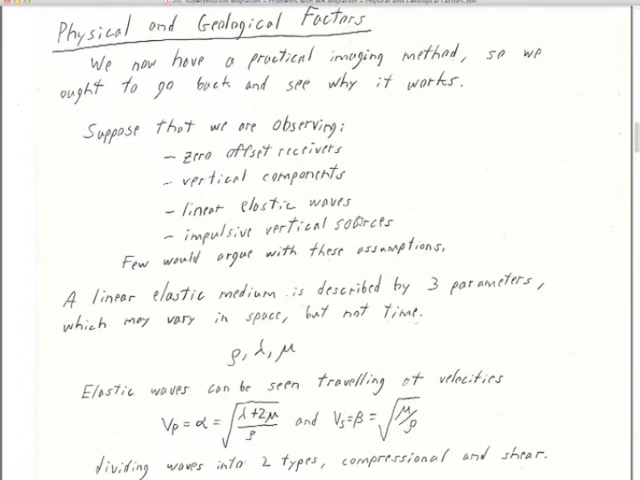 Physical and Geological Factors
We now have a practical imaging method, so we
ought to go back and see why it works.
Suppose that we are observing:
- zero offset receivers
- vertical components
- linear elastic waves
- impulsive vertical sources
Few would argue with these assumptions.
A linear elastic medium is described by 3 parameters,
which may vary in space, but not time.
ρ, λ, μ
Elastic waves can be seen travelling at velocities
Vp = α = √((λ+2μ)/ρ) and Vs = β = √(μ/ρ)
dividing waves into 2 types, compressional and shear.